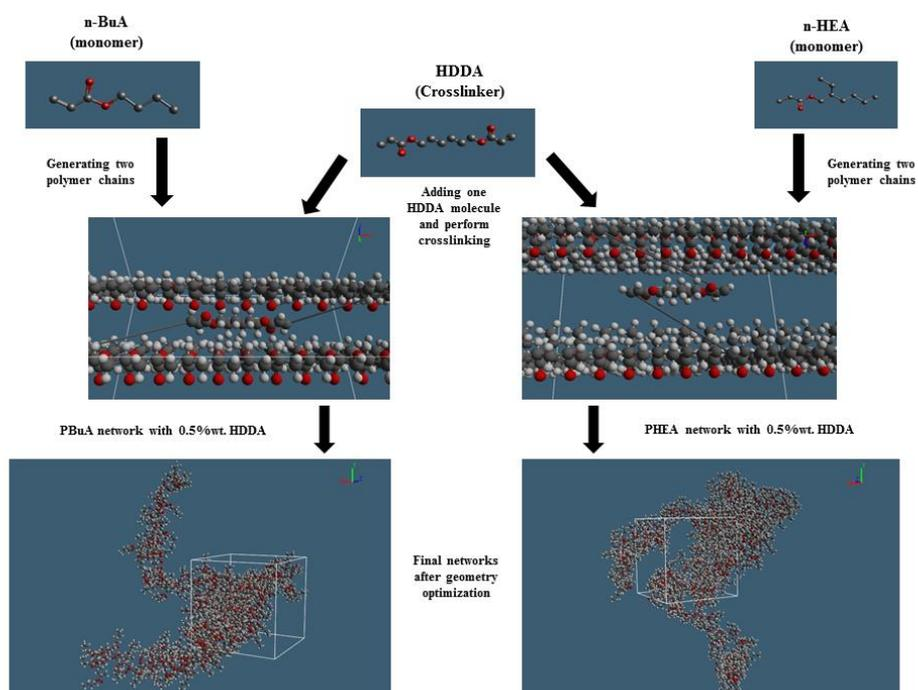 n-BuA
(monomer)
HDDA
(Crosslinker)
n-HEA
(monomer)
Generating two
polymer chains
Adding one
HDDA molecule
and perform
crosslinking
Generating two
polymer chains
PBuA network with 0.5%wt. HDDA
PHEA network with 0.5%wt. HDDA
Final networks
after geometry
optimization